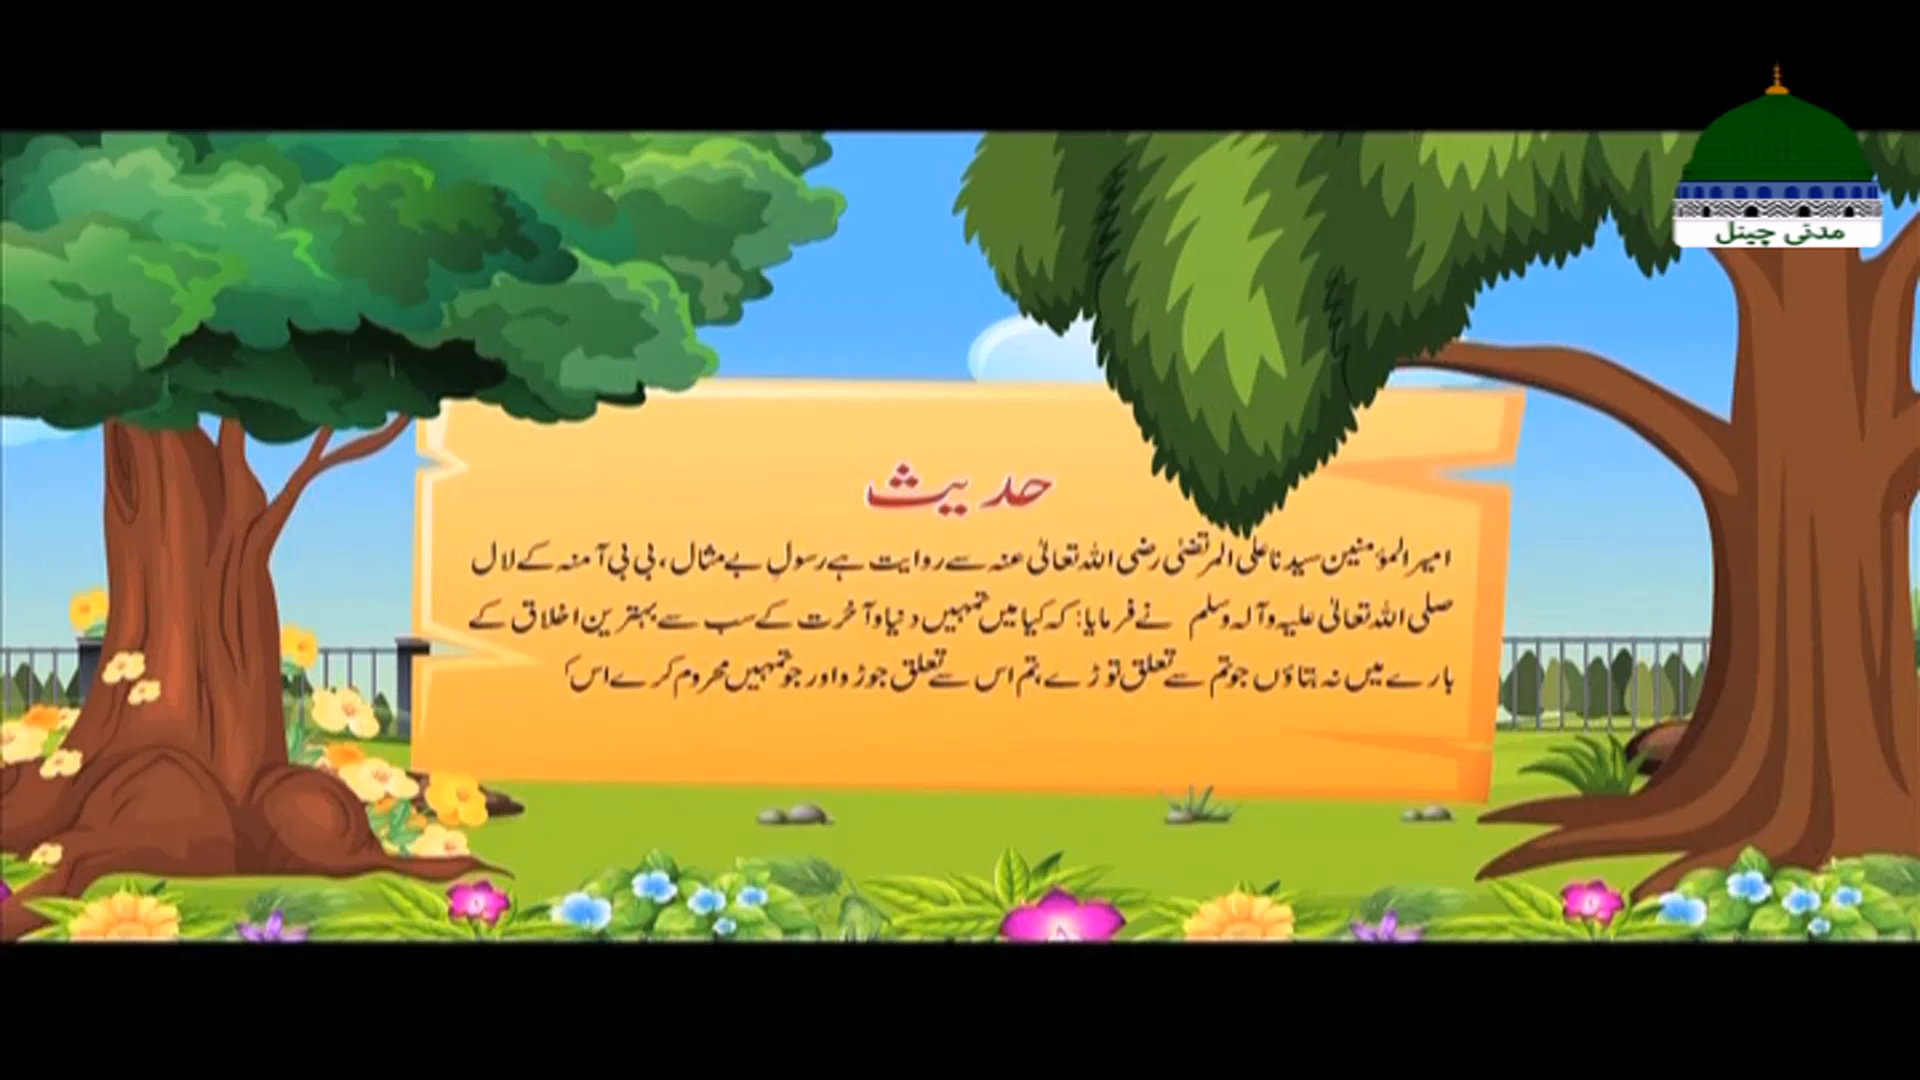 مدنی چینل
حدیث
امیر المؤمنین سیدنا علی المرتضیٰ رضی اللہ تعالیٰ عنہ سے روایت ہے رسولِ بے مثال، بی بی آمنہ کے لال
صلی اللہ تعالیٰ علیہ وآلہ وسلم نے فرمایا: کہ کیا میں تمہیں دنیا و آخرت کے سب سے بہترین اخلاق کے
بارے میں نہ بتاؤں جو تم سے تعلق توڑے تم اس سے تعلق جوڑو اور جو تمہیں محروم کرے اس